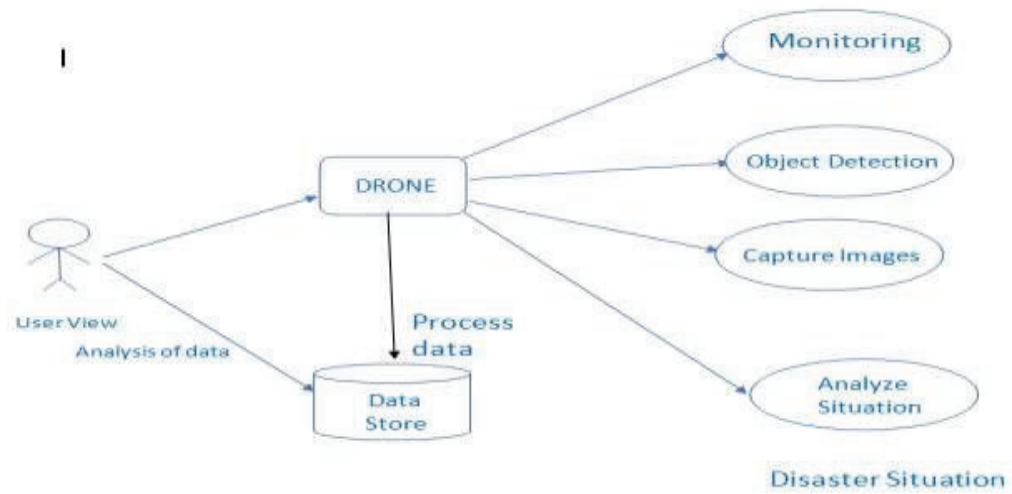 I
Monitoring
Object Detection
DRONE
Capture Images
User View
Analysis of data
Process
data
Data
Store
Analyze
Situation
Disaster Situation